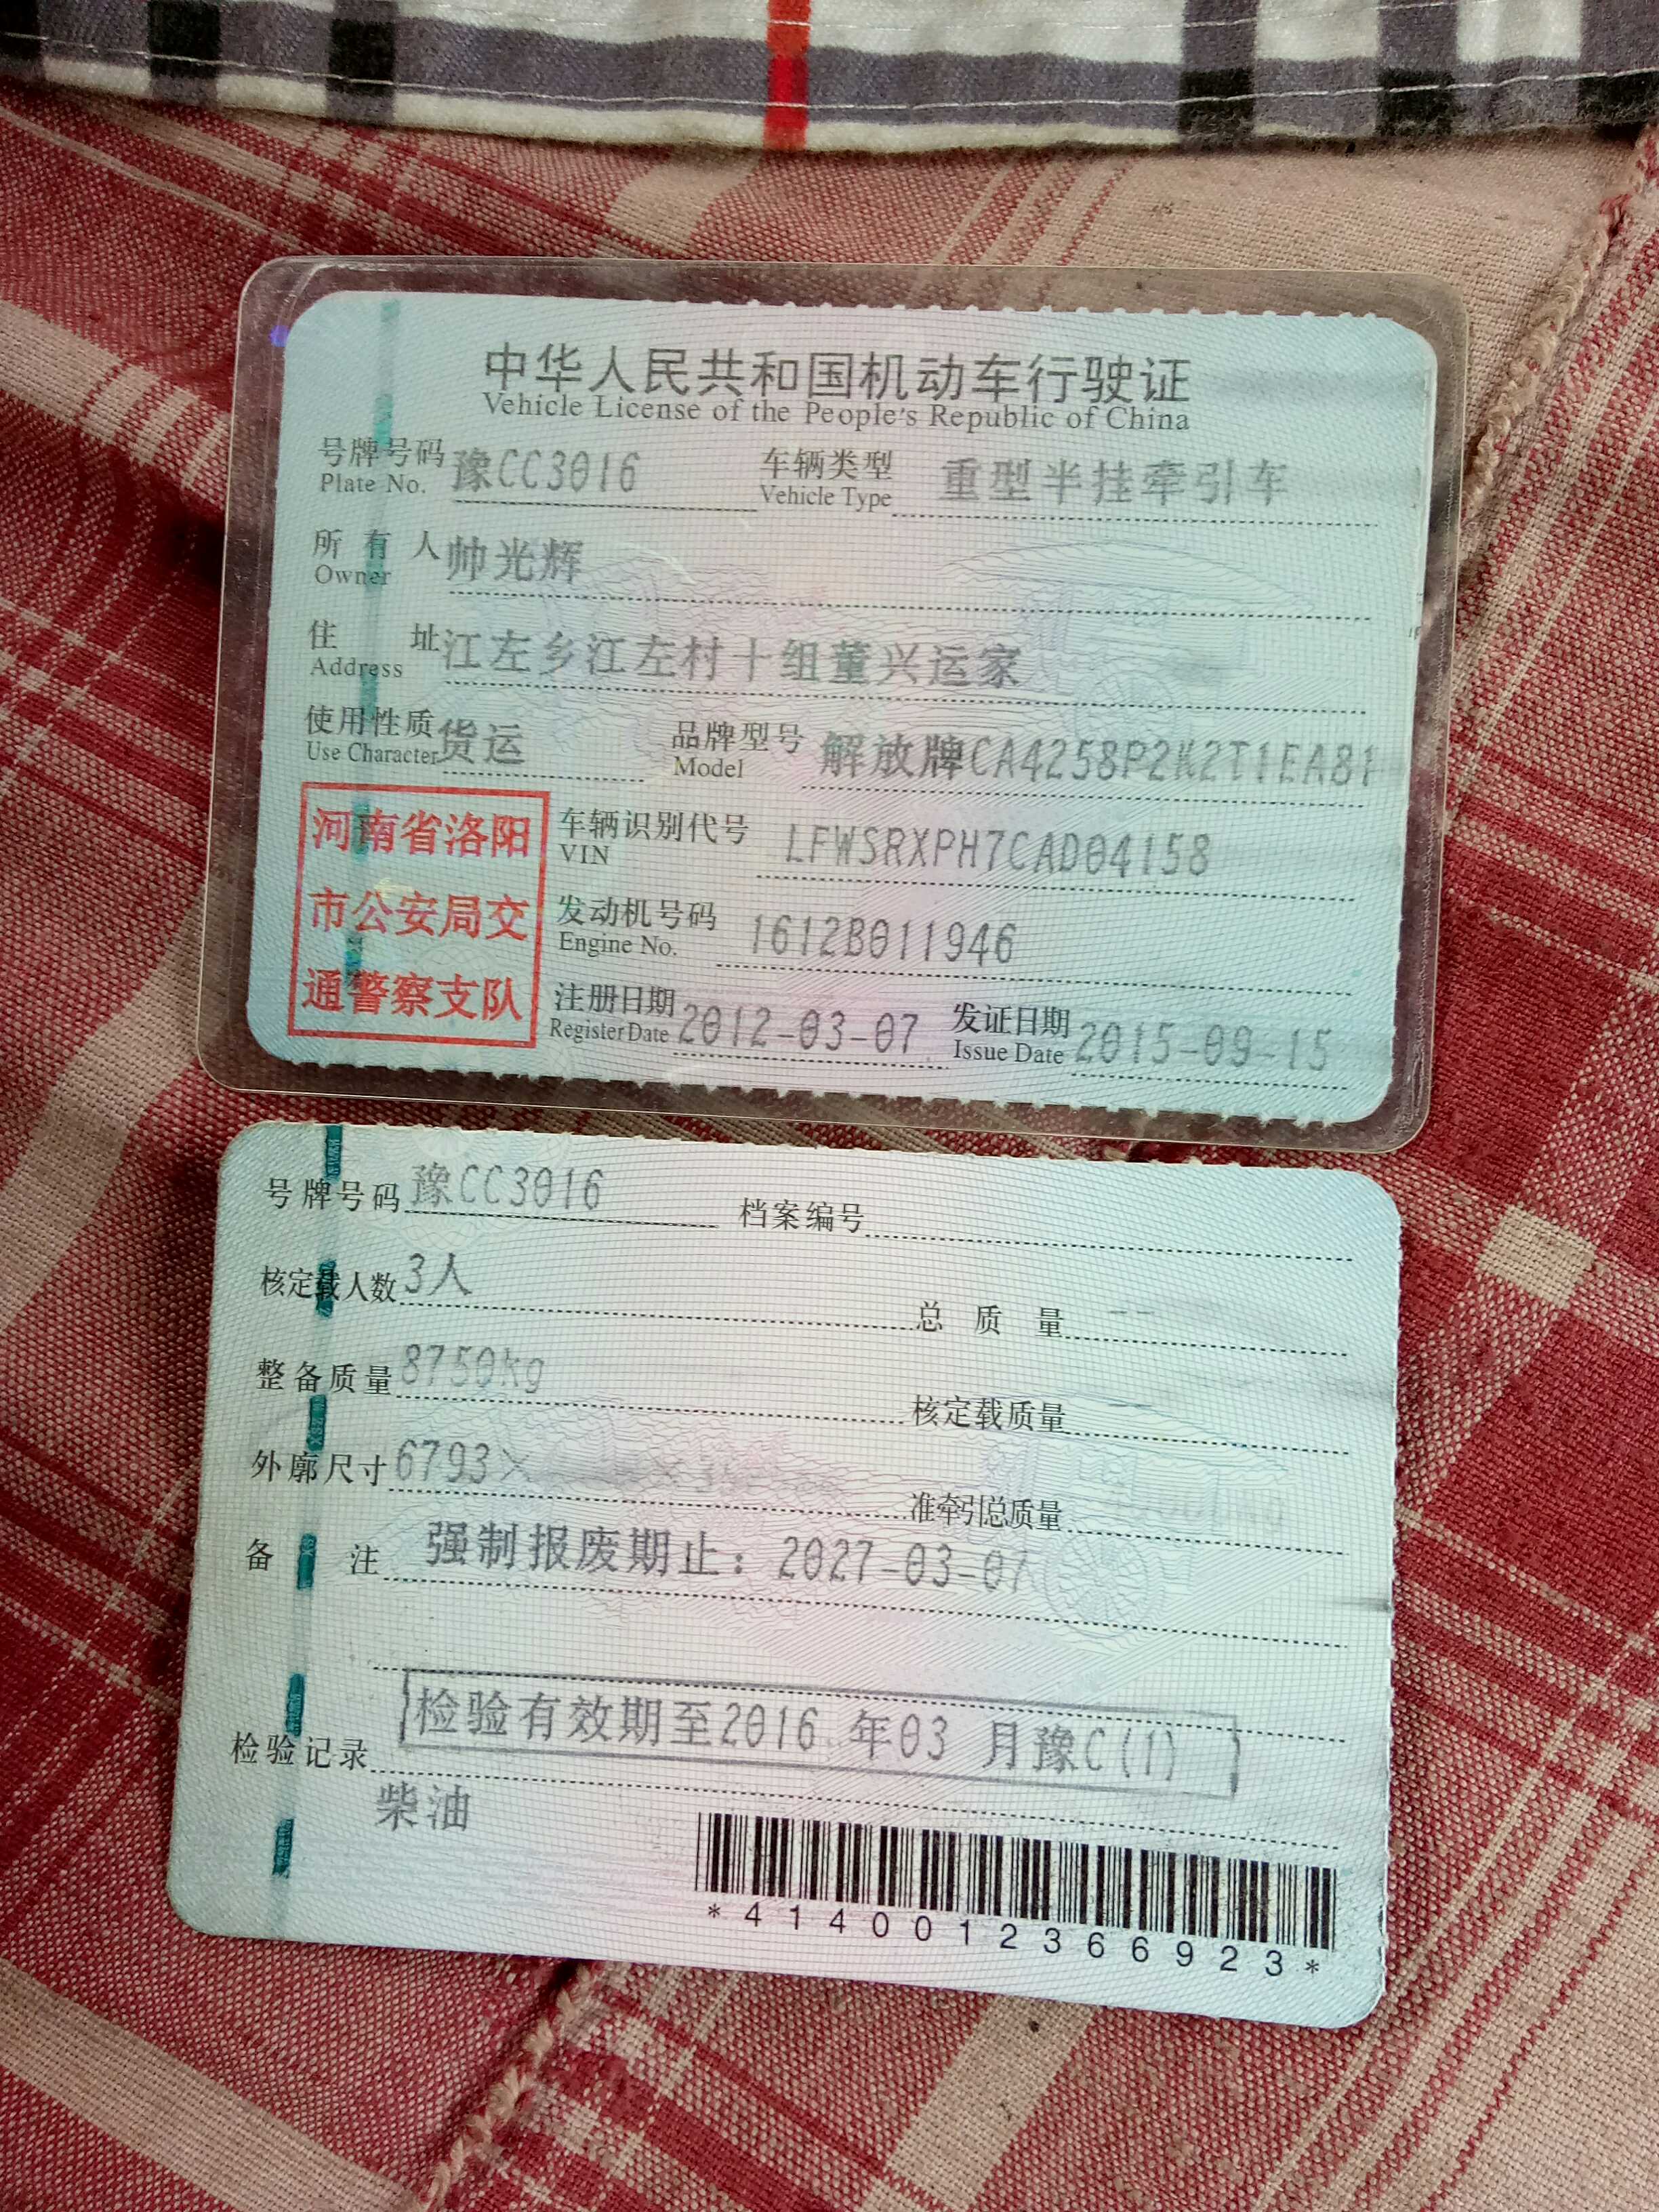 中华人民共和国机动车行驶证
Vehicle License of the People's Republic of China
号牌号码 豫CC3016 车辆类型 重型半挂牵引车
Plate No. Vehicle Type
所有人 帅光辉
Owner
住址 江左乡江左村十组董兴运家
Address
使用性质 货运 品牌型号 解放牌CA4258P2K2T1EA81
Use Character Model
河南省洛阳
市公安局交
通警察支队
车辆识别代号 LFWSRXPH7CAD04158
VIN
发动机号码 1612B011946
Engine No.
注册日期 2012-03-07 发证日期 2015-09-15
Register Date Issue Date
号牌号码 豫CC3016 档案编号
核定载人数 3人 总质量 --
整备质量 8750kg 核定载质量 --
外廓尺寸 6793× × 准牵引总质量
备注 强制报废期止：2027-03-07
检验有效期至2016 年03 月豫C(1)
检验记录
柴油
*4140012366923*